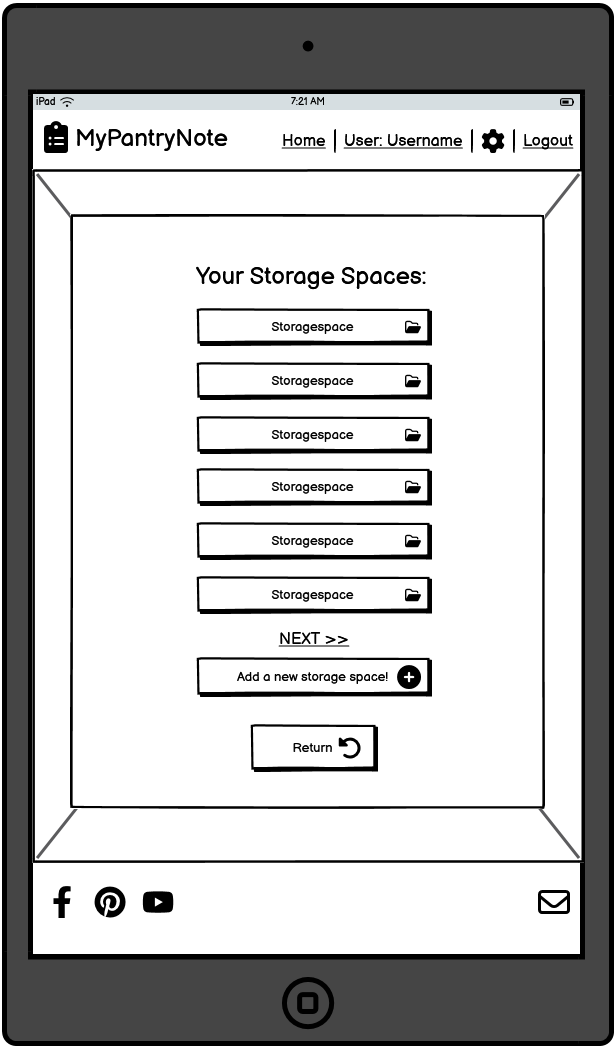 iPad 7:21 AM
MyPantryNote Home User: Username Logout
Your Storage Spaces:
Storagespace
Storagespace
Storagespace
Storagespace
Storagespace
Storagespace
NEXT >>
Add a new storage space!
Return